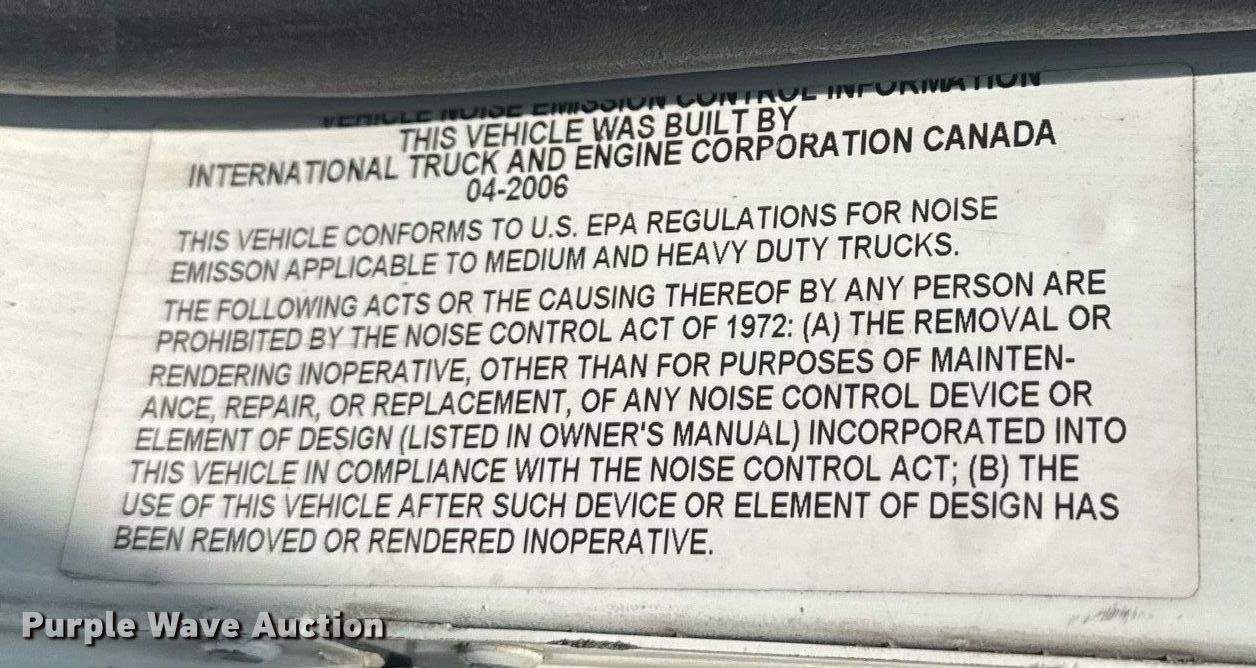 VEHICLE NOISE EMISSION CONTROL INFORMATION
THIS VEHICLE WAS BUILT BY
INTERNATIONAL TRUCK AND ENGINE CORPORATION CANADA
04-2006
THIS VEHICLE CONFORMS TO U.S. EPA REGULATIONS FOR NOISE
EMISSON APPLICABLE TO MEDIUM AND HEAVY DUTY TRUCKS.
THE FOLLOWING ACTS OR THE CAUSING THEREOF BY ANY PERSON ARE
PROHIBITED BY THE NOISE CONTROL ACT OF 1972: (A) THE REMOVAL OR
RENDERING INOPERATIVE, OTHER THAN FOR PURPOSES OF MAINTEN-
ANCE, REPAIR, OR REPLACEMENT, OF ANY NOISE CONTROL DEVICE OR
ELEMENT OF DESIGN (LISTED IN OWNER'S MANUAL) INCORPORATED INTO
THIS VEHICLE IN COMPLIANCE WITH THE NOISE CONTROL ACT; (B) THE
USE OF THIS VEHICLE AFTER SUCH DEVICE OR ELEMENT OF DESIGN HAS
BEEN REMOVED OR RENDERED INOPERATIVE.
Purple Wave Auction